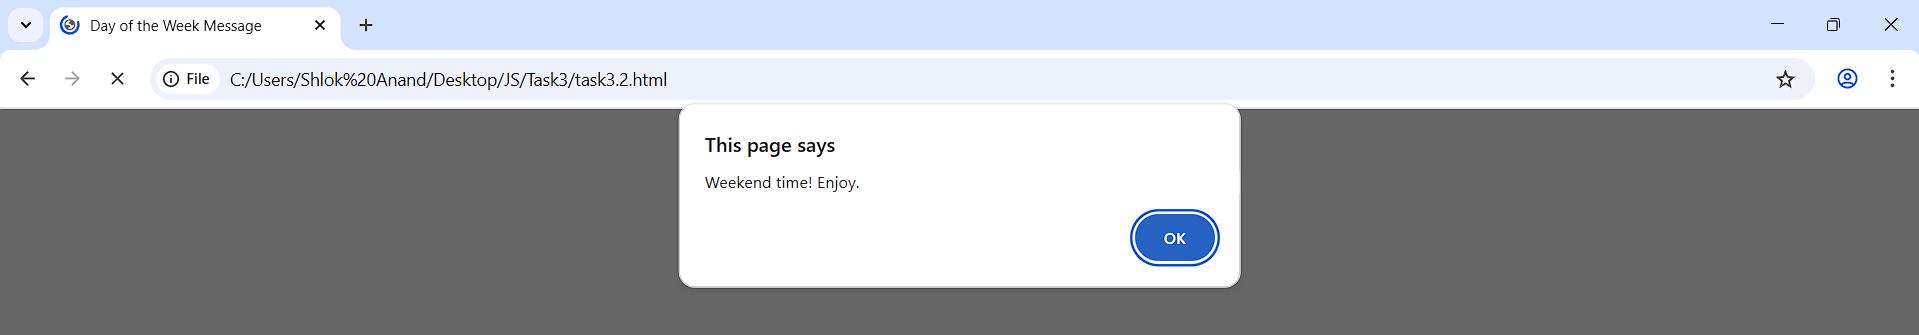 Day of the Week Message
File C:/Users/Shlok%20Anand/Desktop/JS/Task3/task3.2.html
This page says
Weekend time! Enjoy.
OK